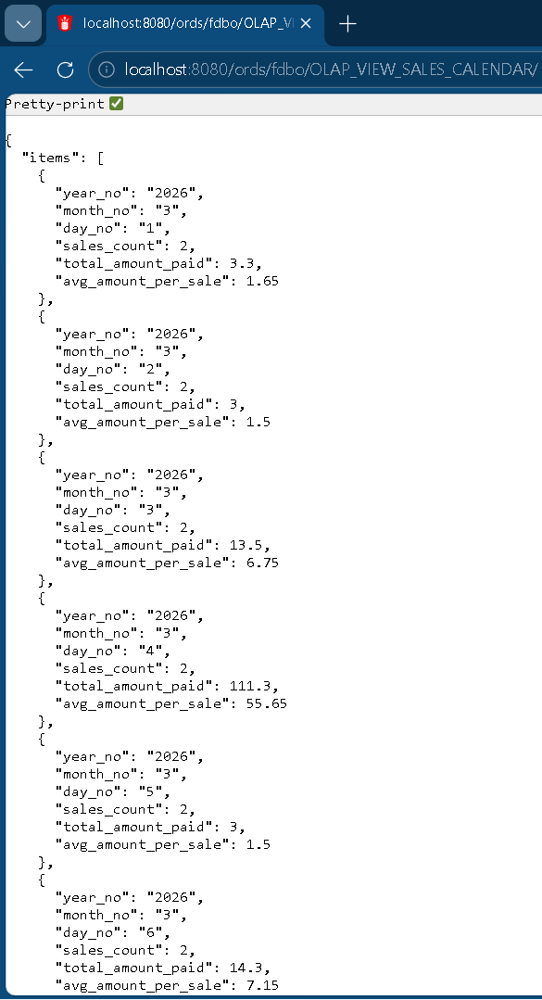 localhost:8080/ords/fdbo/OLAP_V
localhost:8080/ords/fdbo/OLAP_VIEW_SALES_CALENDAR/
Pretty-print
{
"items": [
{
"year_no": "2026",
"month_no": "3",
"day_no": "1",
"sales_count": 2,
"total_amount_paid": 3.3,
"avg_amount_per_sale": 1.65
},
{
"year_no": "2026",
"month_no": "3",
"day_no": "2",
"sales_count": 2,
"total_amount_paid": 3,
"avg_amount_per_sale": 1.5
},
{
"year_no": "2026",
"month_no": "3",
"day_no": "3",
"sales_count": 2,
"total_amount_paid": 13.5,
"avg_amount_per_sale": 6.75
},
{
"year_no": "2026",
"month_no": "3",
"day_no": "4",
"sales_count": 2,
"total_amount_paid": 111.3,
"avg_amount_per_sale": 55.65
},
{
"year_no": "2026",
"month_no": "3",
"day_no": "5",
"sales_count": 2,
"total_amount_paid": 3,
"avg_amount_per_sale": 1.5
},
{
"year_no": "2026",
"month_no": "3",
"day_no": "6",
"sales_count": 2,
"total_amount_paid": 14.3,
"avg_amount_per_sale": 7.15